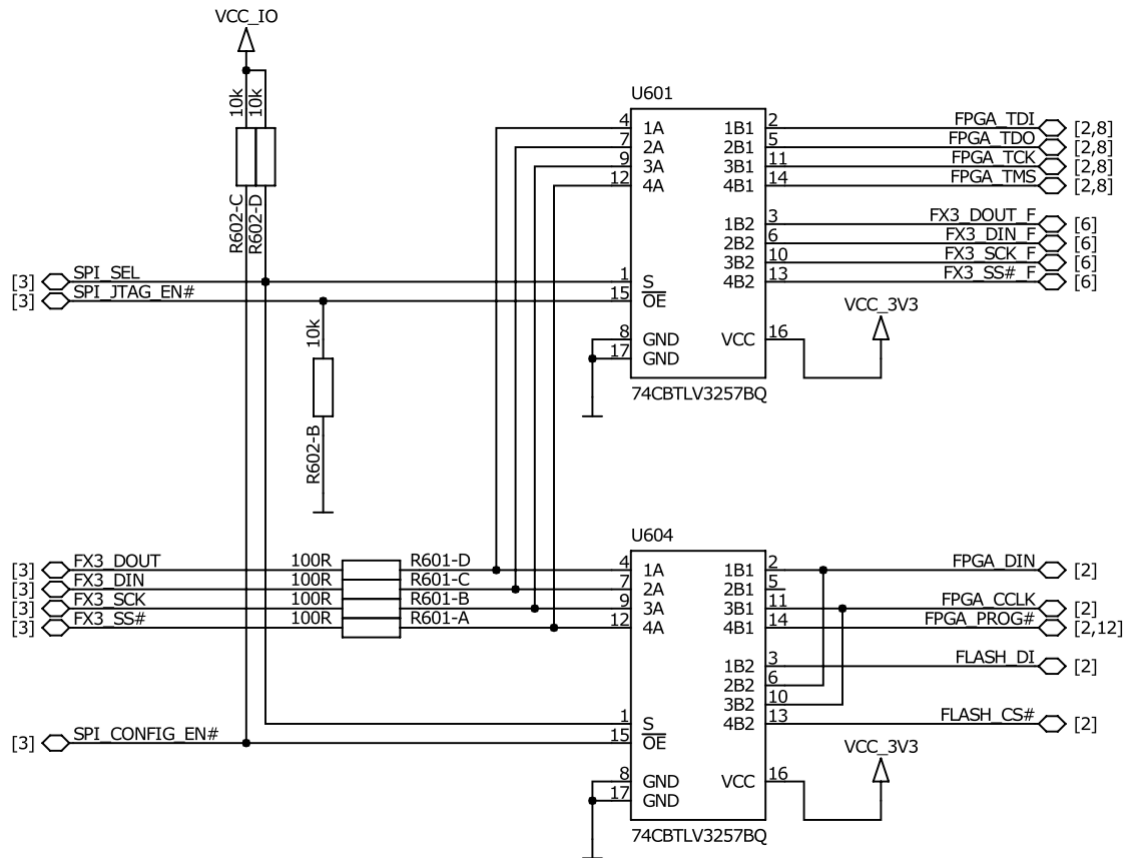 VCC_IO
10k
10k
R602-C
R602-D
U601
4 1A 1B1 2 FPGA_TDI [2,8]
7 2A 2B1 5 FPGA_TDO [2,8]
9 3A 3B1 11 FPGA_TCK [2,8]
12 4A 4B1 14 FPGA_TMS [2,8]
1B2 3 FX3_DOUT_F [6]
2B2 6 FX3_DIN_F [6]
3B2 10 FX3_SCK_F [6]
[3] SPI_SEL 1 S 4B2 13 FX3_SS#_F [6]
[3] SPI_JTAG_EN# 15 OE
VCC_3V3
8 GND VCC 16
17 GND
74CBTLV3257BQ
10k
R602-B
U604
[3] FX3_DOUT 100R R601-D 4 1A 1B1 2 FPGA_DIN [2]
[3] FX3_DIN 100R R601-C 7 2A 2B1 5
[3] FX3_SCK 100R R601-B 9 3A 3B1 11 FPGA_CCLK [2]
[3] FX3_SS# 100R R601-A 12 4A 4B1 14 FPGA_PROG# [2,12]
1B2 3 FLASH_DI [2]
2B2 6
3B2 10
1 S 4B2 13 FLASH_CS# [2]
[3] SPI_CONFIG_EN# 15 OE
VCC_3V3
8 GND VCC 16
17 GND
74CBTLV3257BQ